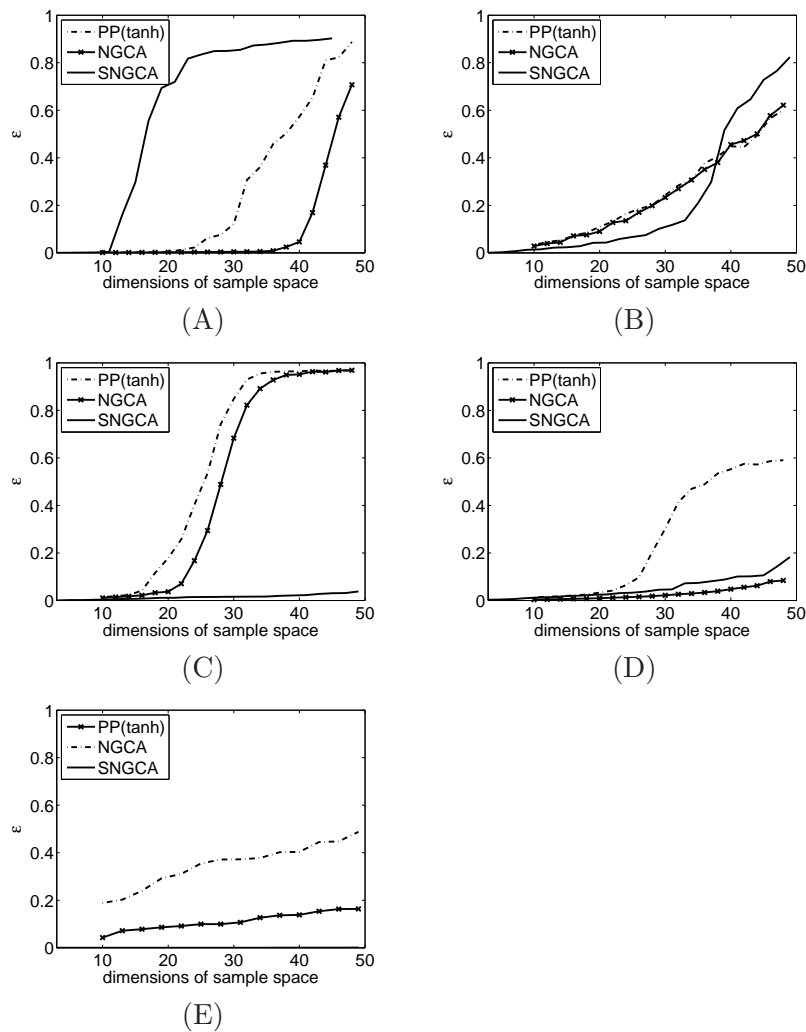 PP(tanh)
NGCA
SNGCA
1
0.8
0.6
0.4
0.2
0
ε
10 20 30 40 50
dimensions of sample space
(A)
PP(tanh)
NGCA
SNGCA
1
0.8
0.6
0.4
0.2
0
ε
10 20 30 40 50
dimensions of sample space
(B)
PP(tanh)
NGCA
SNGCA
1
0.8
0.6
0.4
0.2
0
ε
10 20 30 40 50
dimensions of sample space
(C)
PP(tanh)
NGCA
SNGCA
1
0.8
0.6
0.4
0.2
0
ε
10 20 30 40 50
dimensions of sample space
(D)
PP(tanh)
NGCA
SNGCA
1
0.8
0.6
0.4
0.2
0
ε
10 20 30 40 50
dimensions of sample space
(E)